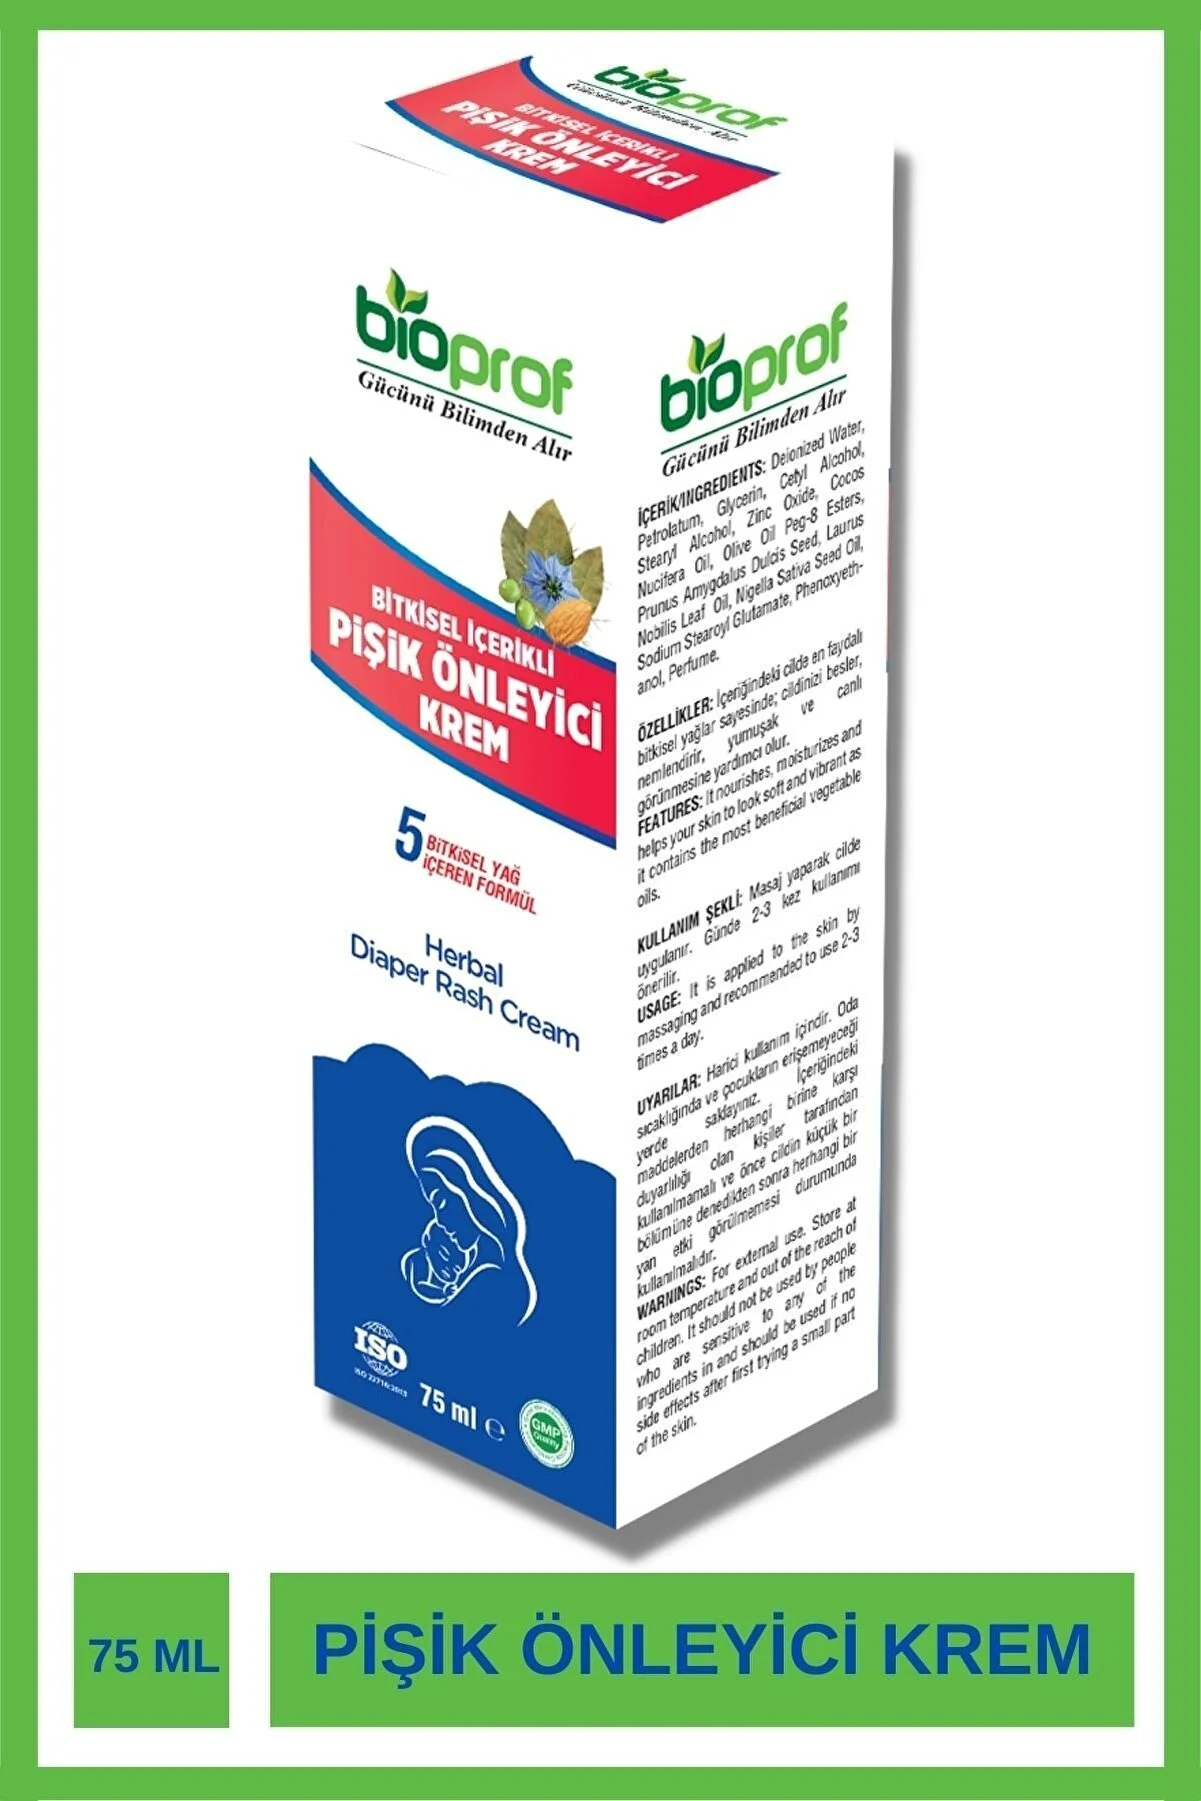 bioprof
Gücünü Bilimden Alır
BİTKİSEL İÇERİKLİ
PİŞİK ÖNLEYİCİ
KREM
bioprof
Gücünü Bilimden Alır
BİTKİSEL İÇERİKLİ
PİŞİK ÖNLEYİCİ
KREM
5 BİTKİSEL YAĞ
İÇEREN FORMÜL
Herbal
Diaper Rash Cream
ISO
ISO 22716:2013
75 ml e
GMP
Quality
bioprof
Gücünü Bilimden Alır
İÇERİK/INGREDIENTS: Deionized Water,
Petrolatum, Glycerin, Cetyl Alcohol,
Stearyl Alcohol, Zinc Oxide, Cocos
Nucifera Oil, Olive Oil Peg-8 Esters,
Prunus Amygdalus Dulcis Seed, Laurus
Nobilis Leaf Oil, Nigella Sativa Seed Oil,
Sodium Stearoyl Glutamate, Phenoxyeth-
anol, Perfume.
ÖZELLİKLER: İçeriğindeki cilde en faydalı
bitkisel yağlar sayesinde; cildinizi besler,
nemlendirir, yumuşak ve canlı
görünmesine yardımcı olur.
FEATURES: It nourishes, moisturizes and
helps your skin to look soft and vibrant as
it contains the most beneficial vegetable
oils.
KULLANIM ŞEKLİ: Masaj yaparak cilde
uygulanır. Günde 2-3 kez kullanımı
önerilir.
USAGE: It is applied to the skin by
massaging and recommended to use 2-3
times a day.
UYARILAR: Harici kullanım içindir. Oda
sıcaklığında ve çocukların erişemeyeceği
yerde saklayınız. İçeriğindeki
maddelerden herhangi birine karşı
duyarlılığı olan kişiler tarafından
kullanılmamalı ve önce cildin küçük bir
bölümüne denedikten sonra herhangi bir
yan etki görülmemesi durumunda
kullanılmalıdır.
WARNINGS: For external use. Store at
room temperature and out of the reach of
children. It should not be used by people
who are sensitive to any of the
ingredients in and should be used if no
side effects after first trying a small part
of the skin.
75 ML
PİŞİK ÖNLEYİCİ KREM